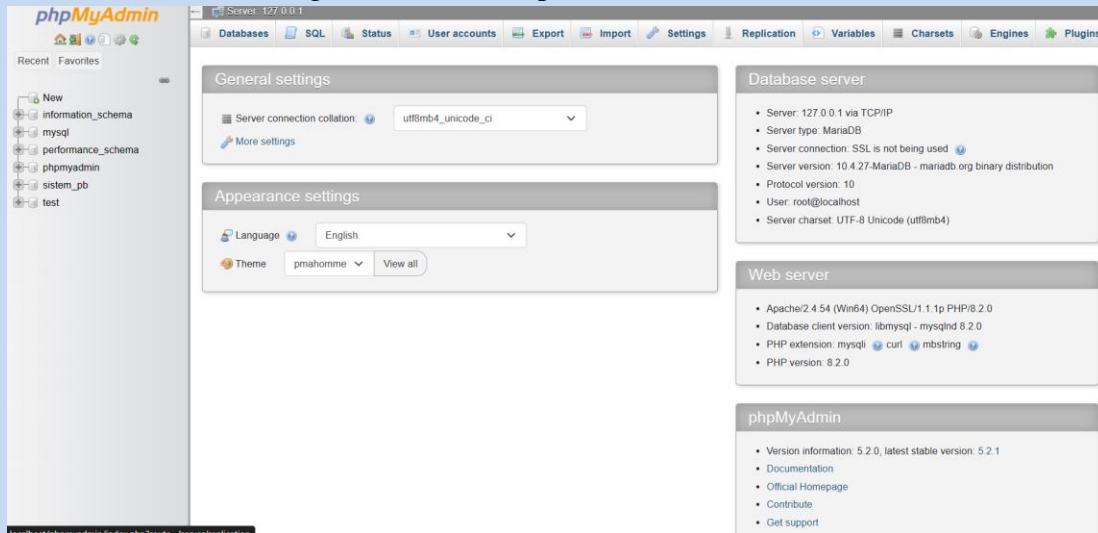 phpMyAdmin
Recent Favorites
New
information_schema
mysql
performance_schema
phpmyadmin
sistem_pb
test
Server: 127.0.0.1
Databases SQL Status User accounts Export Import Settings Replication Variables Charsets Engines Plugins
General settings
Server connection collation: utf8mb4_unicode_ci
More settings
Appearance settings
Language English
Theme pmahomme View all
Database server
Server: 127.0.0.1 via TCP/IP
Server type: MariaDB
Server connection: SSL is not being used
Server version: 10.4.27-MariaDB - mariadb.org binary distribution
Protocol version: 10
User: root@localhost
Server charset: UTF-8 Unicode (utf8mb4)
Web server
Apache/2.4.54 (Win64) OpenSSL/1.1.1p PHP/8.2.0
Database client version: libmysql - mysqlnd 8.2.0
PHP extension: mysqli curl mbstring
PHP version: 8.2.0
phpMyAdmin
Version information: 5.2.0, latest stable version: 5.2.1
Documentation
Official Homepage
Contribute
Get support